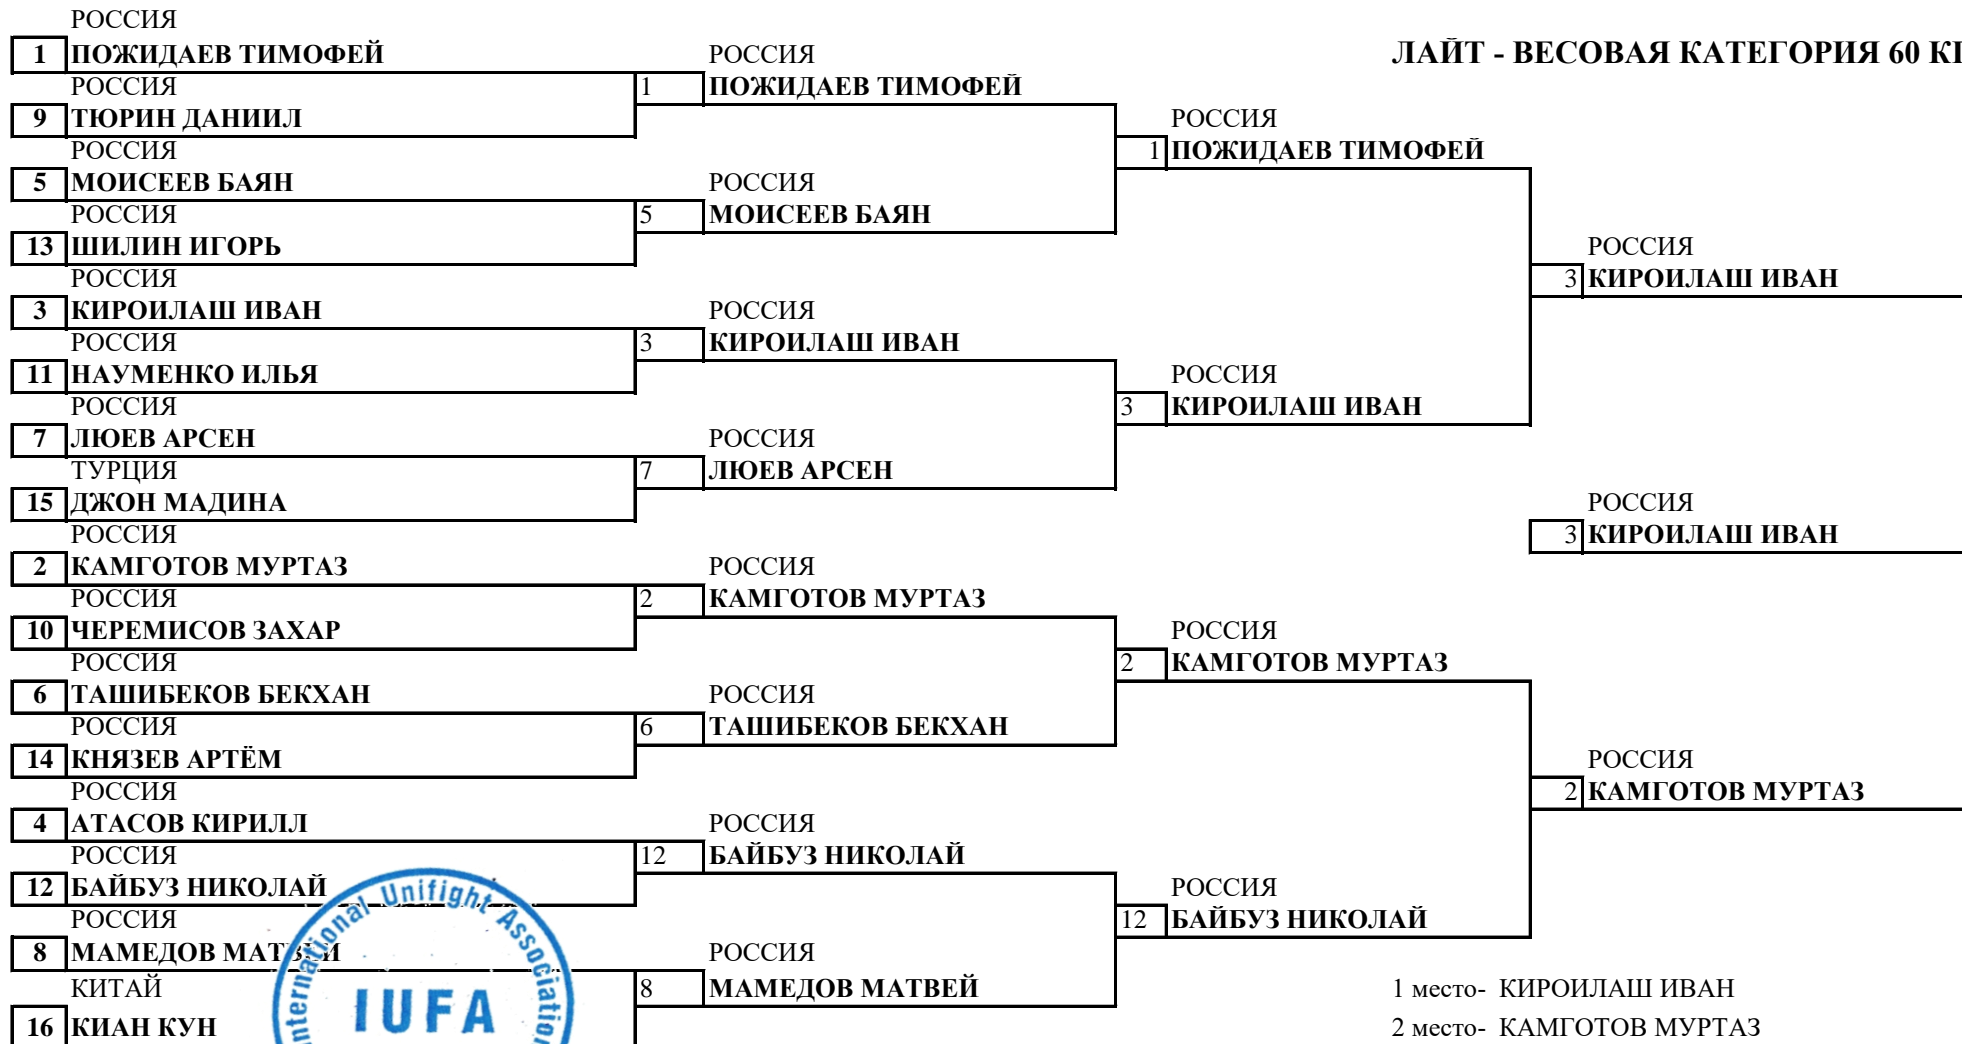 РОССИЯ
1 ПОЖИДАЕВ ТИМОФЕЙ
РОССИЯ
9 ТЮРИН ДАНИИЛ
РОССИЯ
5 МОИСЕЕВ БАЯН
РОССИЯ
13 ШИЛИН ИГОРЬ
РОССИЯ
3 КИРОИЛАШ ИВАН
РОССИЯ
11 НАУМЕНКО ИЛЬЯ
РОССИЯ
7 ЛЮЕВ АРСЕН
ТУРЦИЯ
15 ДЖОН МАДИНА
РОССИЯ
2 КАМГОТОВ МУРТАЗ
РОССИЯ
10 ЧЕРЕМИСОВ ЗАХАР
РОССИЯ
6 ТАШИБЕКОВ БЕКХАН
РОССИЯ
14 КНЯЗЕВ АРТЁМ
РОССИЯ
4 АТАСОВ КИРИЛЛ
РОССИЯ
12 БАЙБУЗ НИКОЛАЙ
РОССИЯ
8 МАМЕДОВ МАТВЕЙ
КИТАЙ
16 КИАН КУН
РОССИЯ
1 ПОЖИДАЕВ ТИМОФЕЙ
РОССИЯ
5 МОИСЕЕВ БАЯН
РОССИЯ
3 КИРОИЛАШ ИВАН
РОССИЯ
7 ЛЮЕВ АРСЕН
РОССИЯ
2 КАМГОТОВ МУРТАЗ
РОССИЯ
6 ТАШИБЕКОВ БЕКХАН
РОССИЯ
12 БАЙБУЗ НИКОЛАЙ
РОССИЯ
8 МАМЕДОВ МАТВЕЙ
РОССИЯ
1 ПОЖИДАЕВ ТИМОФЕЙ
РОССИЯ
3 КИРОИЛАШ ИВАН
РОССИЯ
2 КАМГОТОВ МУРТАЗ
РОССИЯ
12 БАЙБУЗ НИКОЛАЙ
ЛАЙТ - ВЕСОВАЯ КАТЕГОРИЯ 60
РОССИЯ
3 КИРОИЛАШ ИВАН
РОССИЯ
3 КИРОИЛАШ ИВАН
РОССИЯ
2 КАМГОТОВ МУРТАЗ
1 место- КИРОИЛАШ ИВАН
2 место- КАМГОТОВ МУРТАЗ
International Unifight Association
IUFA